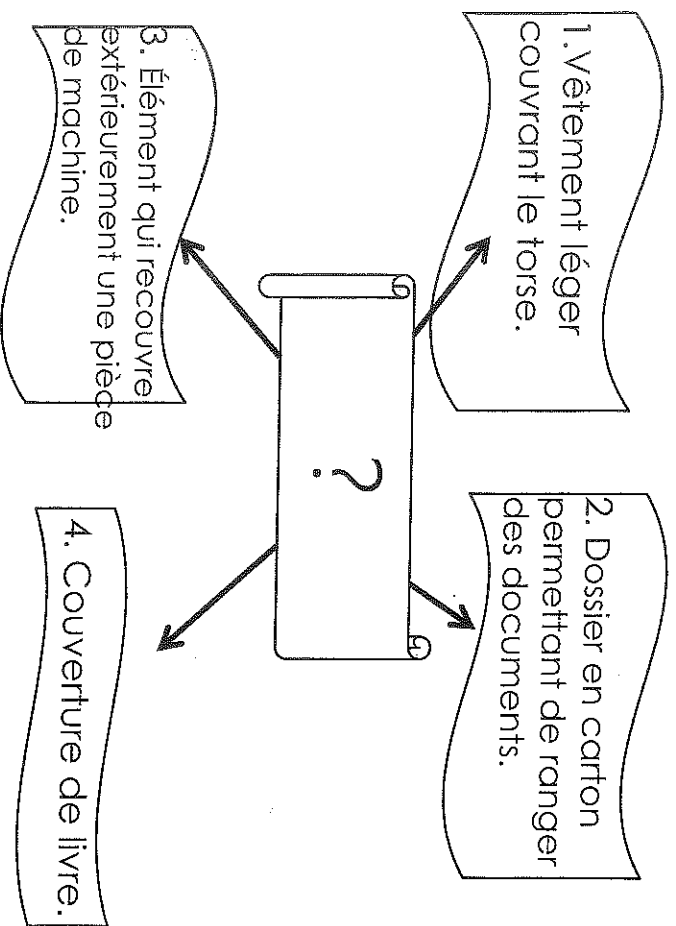 1. Vêtement léger
couvrant le torse.
2. Dossier en carton
permettant de ranger
des documents.
?
3. Élément qui recouvre
extérieurement une pièce
de machine.
4. Couverture de livre.